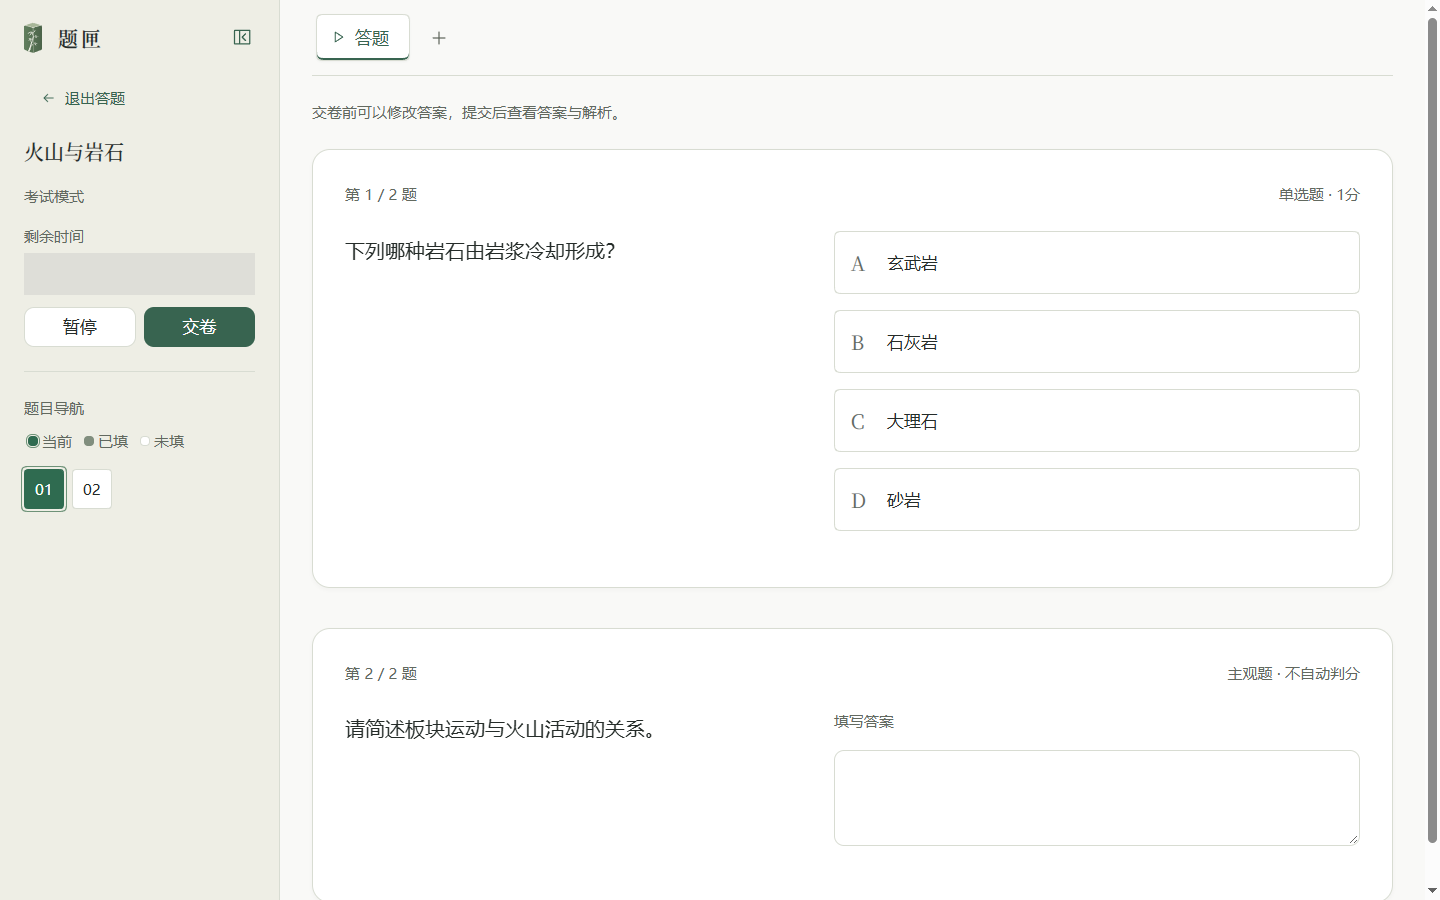 题匣
退出答题
火山与岩石
考试模式
剩余时间
暂停
交卷
题目导航
当前 已填 未填
01 02
答题
交卷前可以修改答案，提交后查看答案与解析。
第 1 / 2 题
单选题 · 1分
下列哪种岩石由岩浆冷却形成？
A 玄武岩
B 石灰岩
C 大理石
D 砂岩
第 2 / 2 题
主观题 · 不自动判分
请简述板块运动与火山活动的关系。
填写答案